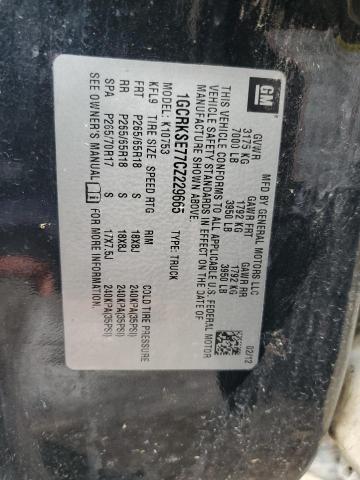 GM
MFD BY GENERAL MOTORS LLC
02/12
GVWR GAWR FRT GAWR RR
3175 KG 1792 KG 1792 KG
7000 LB 3950 LB 3950 LB
THIS VEHICLE CONFORMS TO ALL APPLICABLE U.S. FEDERAL MOTOR
VEHICLE SAFETY STANDARDS IN EFFECT ON THE DATE OF
MANUFACTURE SHOWN ABOVE.
1GCRKSE77CZ229665 TYPE: TRUCK
MODEL: K10753
KFL9 TIRE SIZE SPEED RTG RIM COLD TIRE PRESSURE
FRT P265/65R18 S 18X8J 240KPA(35PSI)
RR P265/65R18 S 18X8J 240KPA(35PSI)
SPA P265/70R17 S 17X7.5J 240KPA(35PSI)
SEE OWNER'S MANUAL FOR MORE INFORMATION.